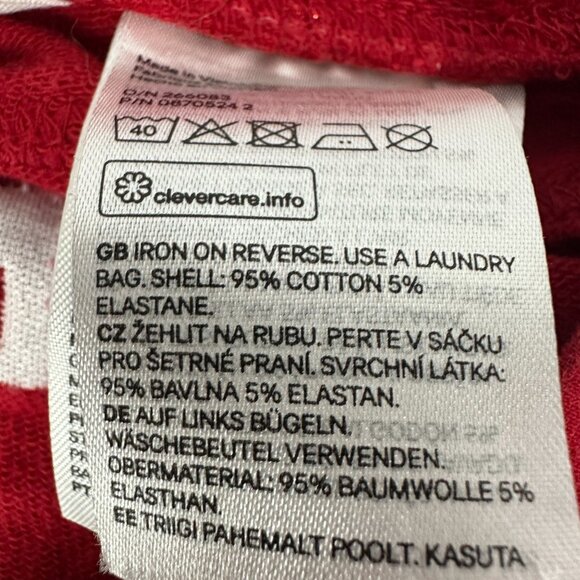 Made in
O/N 266083
P/N 0870524 2
40
clevercare.info
GB IRON ON REVERSE. USE A LAUNDRY
BAG. SHELL: 95% COTTON 5%
ELASTANE.
CZ ŽEHLIT NA RUBU. PERTE V SÁČKU
PRO ŠETRNÉ PRANÍ. SVRCHNÍ LÁTKA:
95% BAVLNA 5% ELASTAN.
DE AUF LINKS BÜGELN.
WÄSCHEBEUTEL VERWENDEN.
OBERMATERIAL: 95% BAUMWOLLE 5%
ELASTHAN.
EE TRIIGI PAHEMALT POOLT. KASUTA